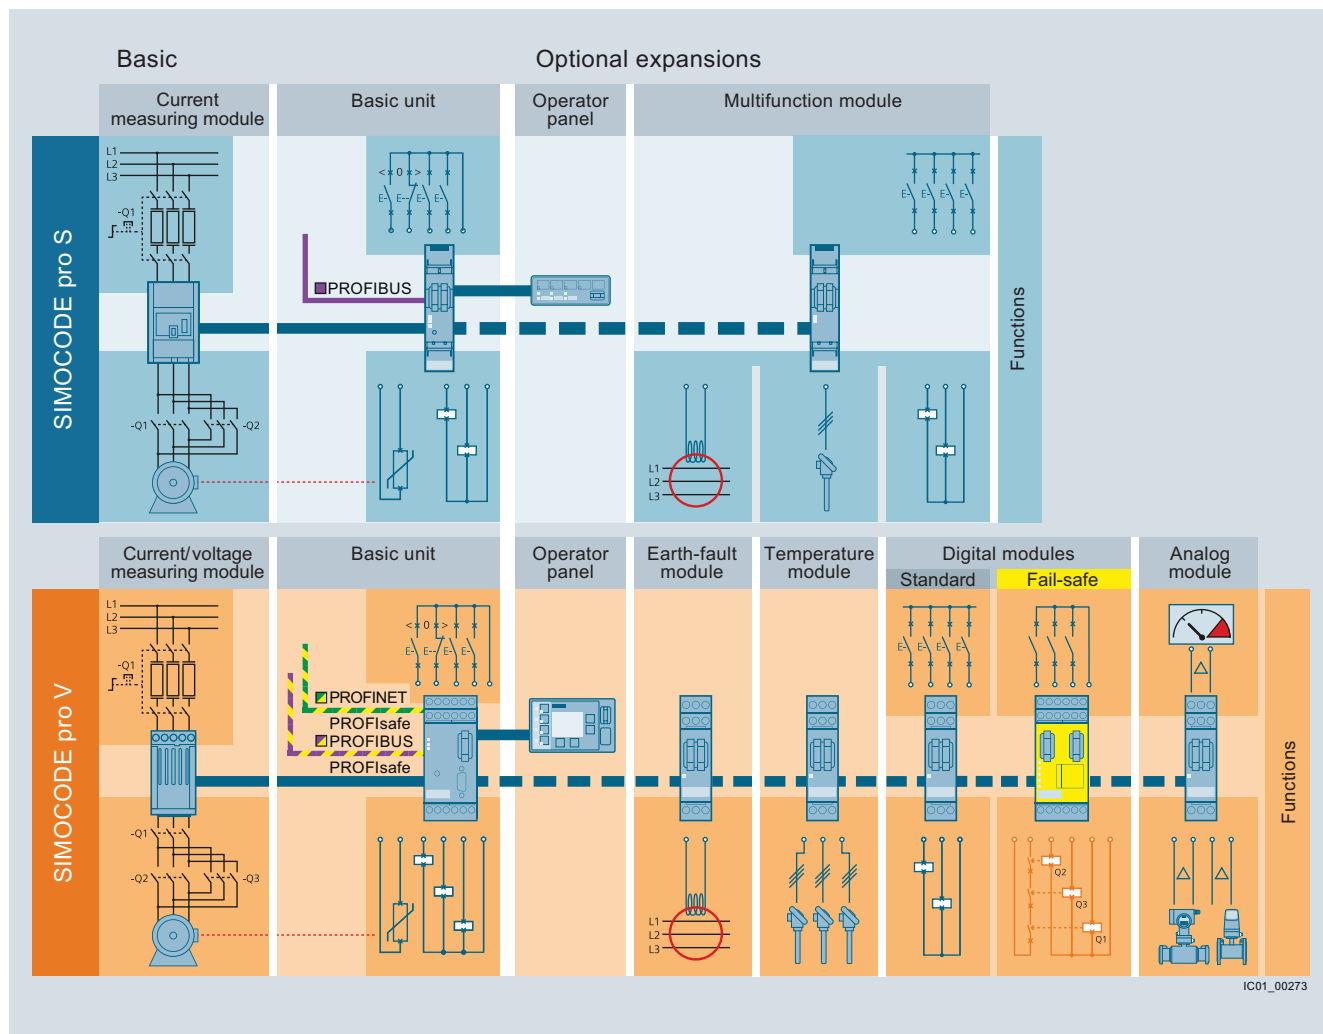 Basic
Optional expansions
Current
measuring module
Basic unit
Operator
panel
Multifunction module
SIMOCODE pro S
L1
L2
L3
-Q1
< 0 >
E- E-- E- E-
E- E- E- E-
PROFIBUS
Functions
-Q1
-Q2
L1
L2
L3
Current/voltage
measuring module
Basic unit
Operator
panel
Earth-fault
module
Temperature
module
Digital modules
Standard
Fail-safe
Analog
module
SIMOCODE pro V
L1
L2
L3
-Q1
< 0 >
E- E-- E- E-
E- E- E- E-
PROFINET
PROFIsafe
PROFIBUS
PROFIsafe
Functions
-Q1
-Q2
-Q3
L1
L2
L3
Q2
Q3
Q1
IC01_00273